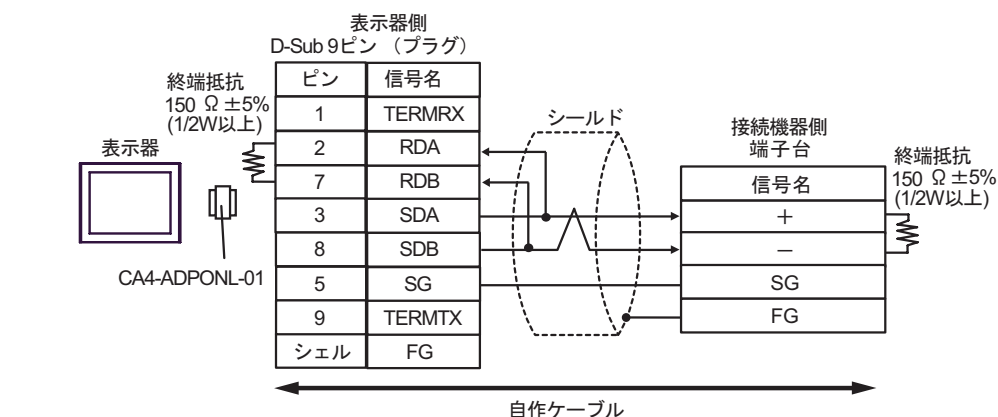 表示器側
D-Sub 9ピン （プラグ）
終端抵抗
150 Ω ±5%
(1/2W以上)
表示器
CA4-ADPONL-01
ピン 信号名
1 TERMRX
2 RDA
7 RDB
3 SDA
8 SDB
5 SG
9 TERMTX
シェル FG
シールド
接続機器側
端子台
信号名
＋
－
SG
FG
終端抵抗
150 Ω ±5%
(1/2W以上)
自作ケーブル